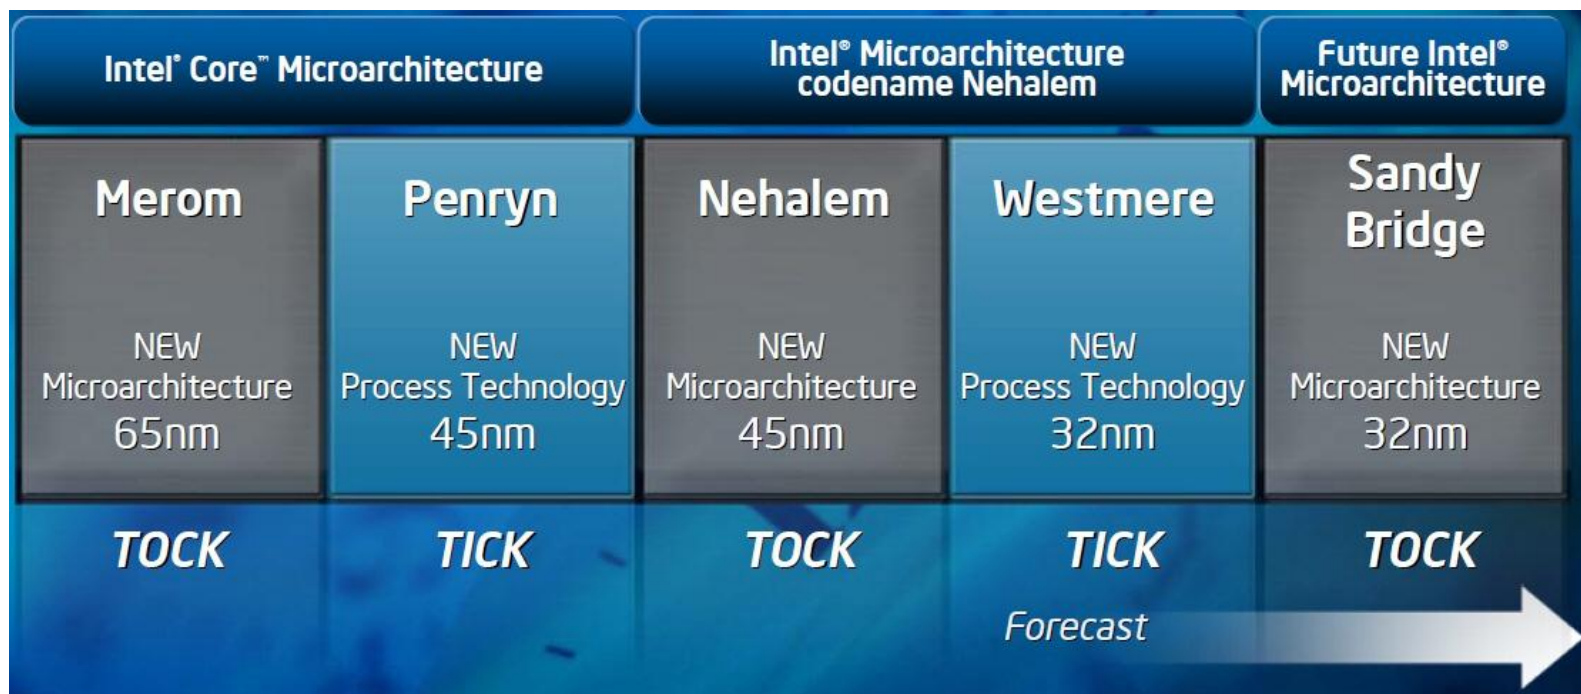 Intel® Core™ Microarchitecture
Intel® Microarchitecture
codename Nehalem
Future Intel®
Microarchitecture
Merom
NEW
Microarchitecture
65nm
TOCK
Penryn
NEW
Process Technology
45nm
TICK
Nehalem
NEW
Microarchitecture
45nm
TOCK
Westmere
NEW
Process Technology
32nm
TICK
Sandy
Bridge
NEW
Microarchitecture
32nm
TOCK
Forecast